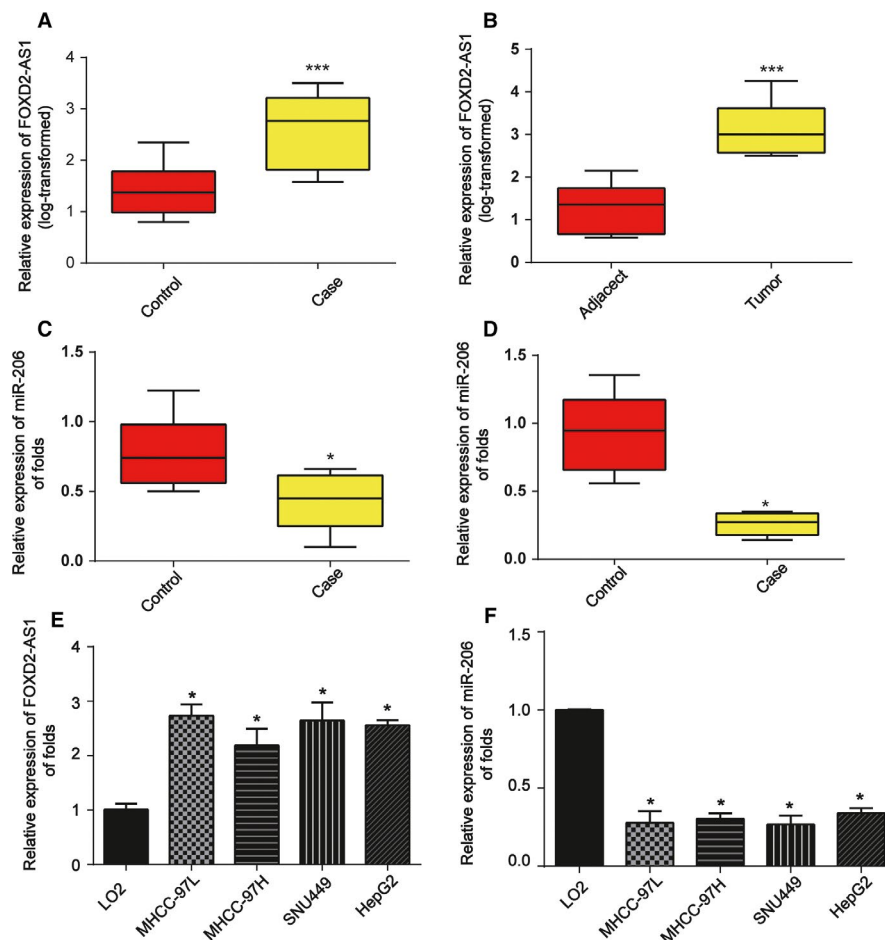 A
Relative expression of FOXD2-AS1
(log-transformed)
4
3
2
1
0
***
Control
Case
B
Relative expression of FOXD2-AS1
(log-transformed)
5
4
3
2
1
0
***
Adjacect
Tumor
C
Relative expression of miR-206
of folds
1.5
1.0
0.5
0.0
*
Control
Case
D
Relative expression of miR-206
of folds
1.5
1.0
0.5
0.0
*
Control
Case
E
Relative expression of FOXD2-AS1
of folds
4
3
2
1
0
* * * *
LO2
MHCC-97L
MHCC-97H
SNU449
HepG2
F
Relative expression of miR-206
of folds
1.5
1.0
0.5
0.0
* * * *
LO2
MHCC-97L
MHCC-97H
SNU449
HepG2